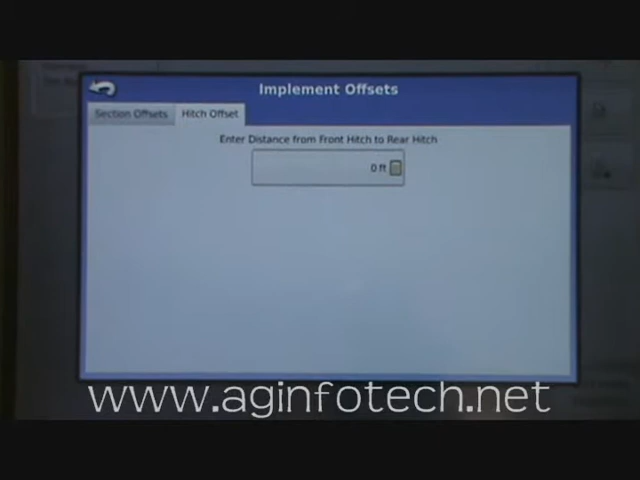 Implement Offsets
Section Offsets
Hitch Offset
Enter Distance from Front Hitch to Rear Hitch
0 ft
www.aginfotech.net